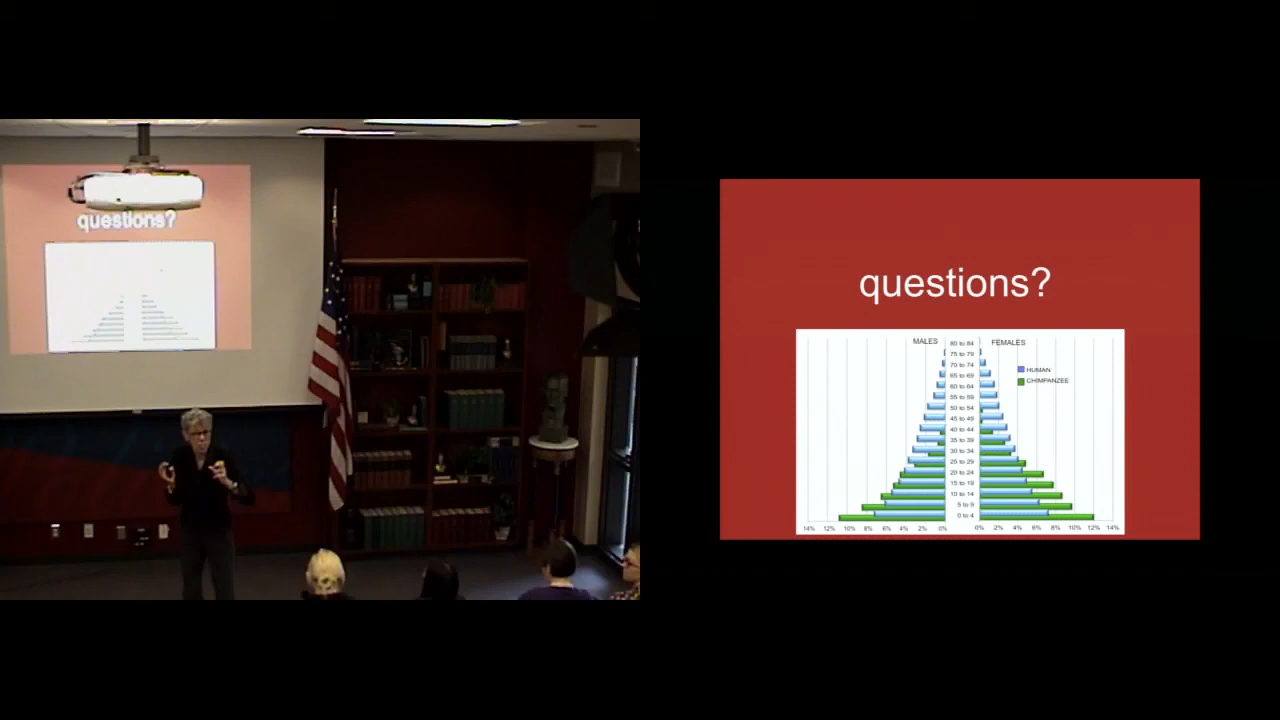 questions?
questions?
MALES
FEMALES
80 to 84
75 to 79
70 to 74
65 to 69
60 to 64
55 to 59
50 to 54
45 to 49
40 to 44
35 to 39
30 to 34
25 to 29
20 to 24
15 to 19
10 to 14
5 to 9
0 to 4
HUMAN
CHIMPANZEE
14% 12% 10% 8% 6% 4% 2% 0%
0% 2% 4% 6% 8% 10% 12% 14%